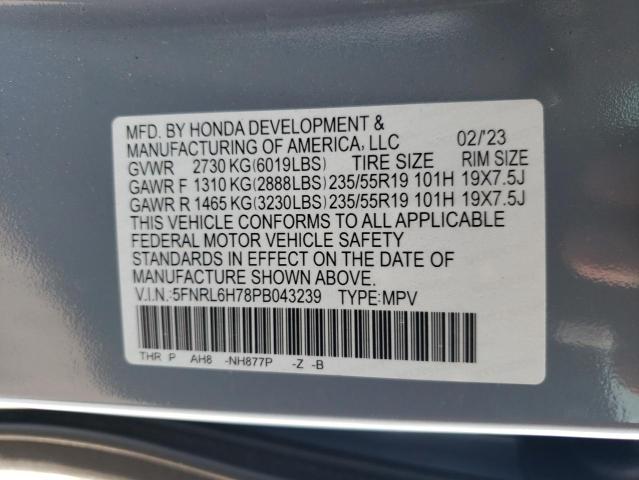 MFD. BY HONDA DEVELOPMENT &
MANUFACTURING OF AMERICA, LLC 02/'23
GVWR 2730 KG(6019LBS) TIRE SIZE RIM SIZE
GAWR F 1310 KG(2888LBS) 235/55R19 101H 19X7.5J
GAWR R 1465 KG(3230LBS) 235/55R19 101H 19X7.5J
THIS VEHICLE CONFORMS TO ALL APPLICABLE
FEDERAL MOTOR VEHICLE SAFETY
STANDARDS IN EFFECT ON THE DATE OF
MANUFACTURE SHOWN ABOVE.
V.I.N.:5FNRL6H78PB043239 TYPE:MPV
THR P AH8 -NH877P -Z -B